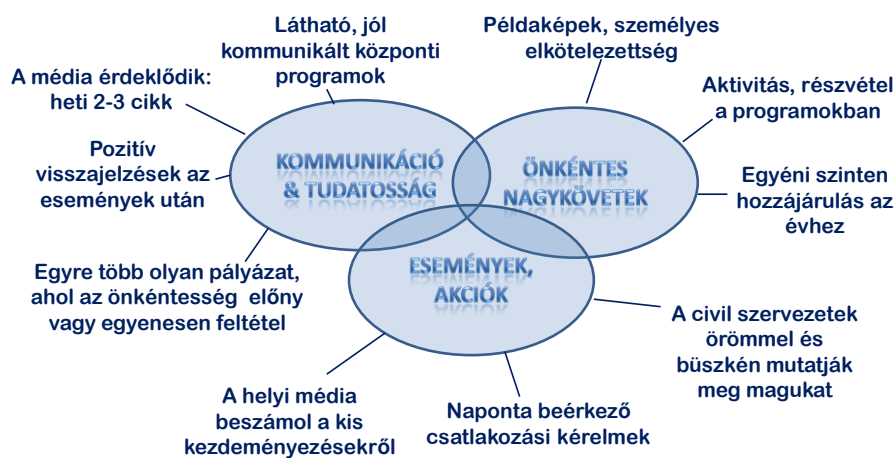 Látható, jól
kommunikált központi
programok
Példaképek, személyes
elkötelezettség
A média érdeklődik:
heti 2-3 cikk
Aktivitás, részvétel
a programokban
Pozitív
visszajelzések az
események után
KOMMUNIKÁCIÓ
& TUDATOSSÁG
ÖNKÉNTES
NAGYKÖVETEK
Egyéni szinten
hozzájárulás az
évhez
Egyre több olyan pályázat,
ahol az önkéntesség előny
vagy egyenesen feltétel
ESEMÉNYEK,
AKCIÓK
A civil szervezetek
örömmel és
büszkén mutatják
meg magukat
A helyi média
beszámol a kis
kezdeményezésekről
Naponta beérkező
csatlakozási kérelmek